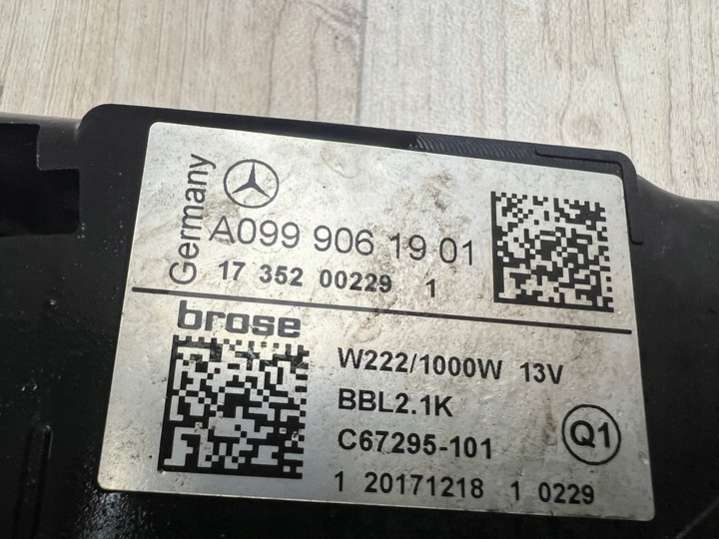 Germany
A099 906 19 01
17 352 00229 1
brose
W222/1000W 13V
BBL2.1K
C67295-101
Q1
1 20171218 1 0229